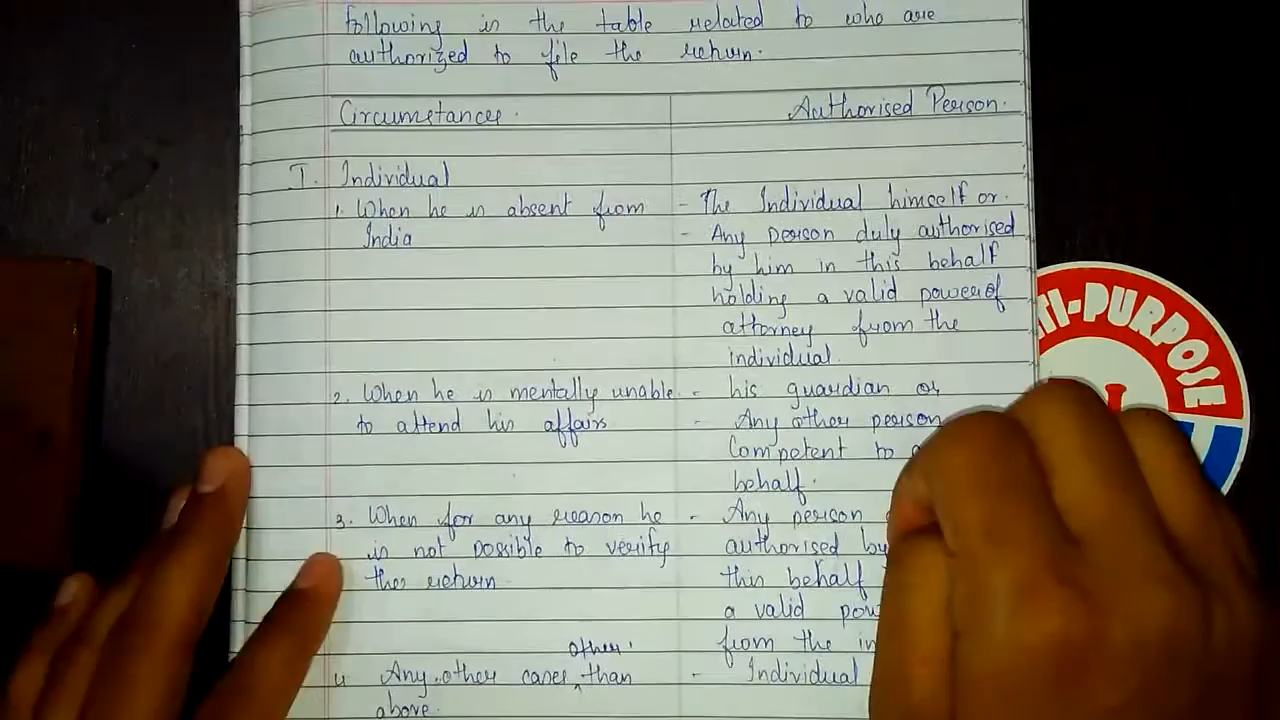 following is the table related to who are
authorized to file the return.
Circumstances.
Authorised Person.
I. Individual
1. When he is absent from
India
- The Individual himself or.
- Any person duly authorised
by him in this behalf
holding a valid power of
attorney from the
individual.
2. When he is mentally unable
to attend his affairs
- his guardian or
- Any other person
Competent to
behalf.
3. When for any reason he
is not possible to verify
the return
- Any person
authorised by
this behalf
a valid
from the
4 Any other cases other than
above.
- Individual
TI-PURPOSE